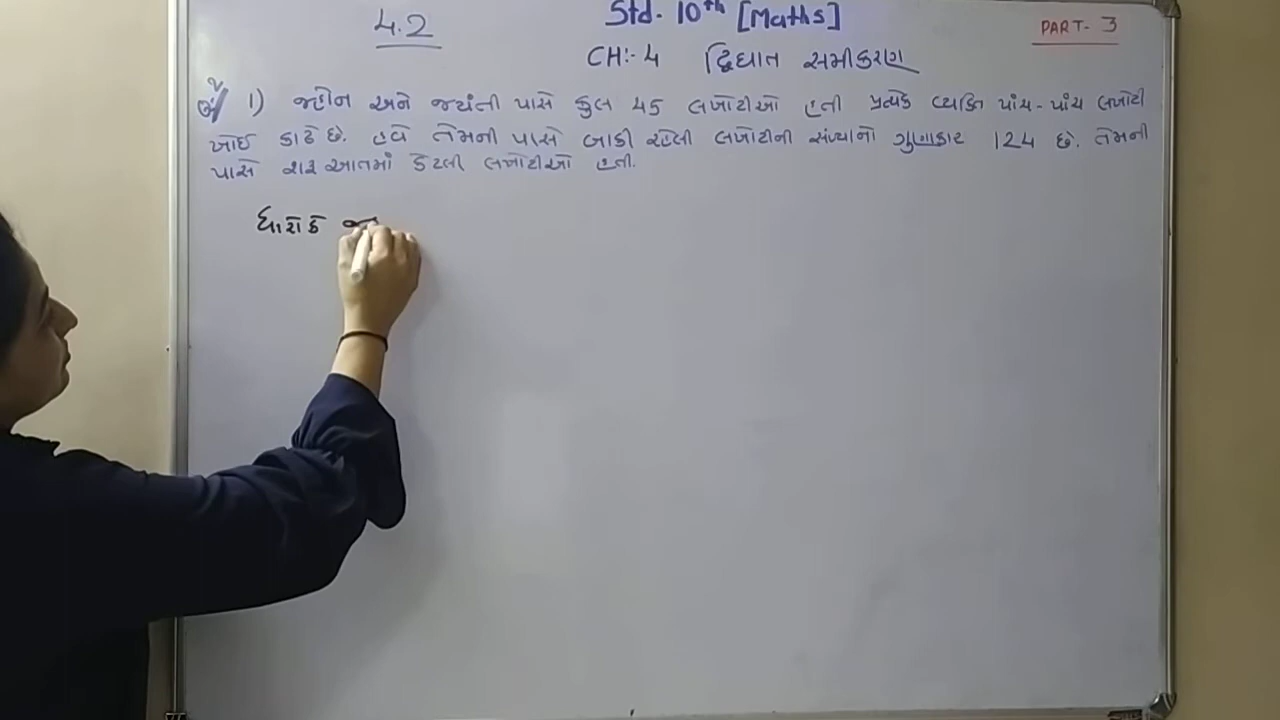 4.2
Std- 10th [Maths]
PART- 3
CH:- 4 દ્વિઘાત સમીકરણ
1) જ્હોન અને જયંતી પાસે કુલ 45 લખોટીઓ હતી પ્રત્યેક વ્યક્તિ પાંચ-પાંચ લખોટી
ખોઈ કાઢે છે. હવે તેમની પાસે બાકી રહેલી લખોટીની સંખ્યાનો ગુણાકાર 124 છે. તેમની
પાસે શરૂઆતમાં કેટલી લખોટીઓ હતી.
ધારોકે